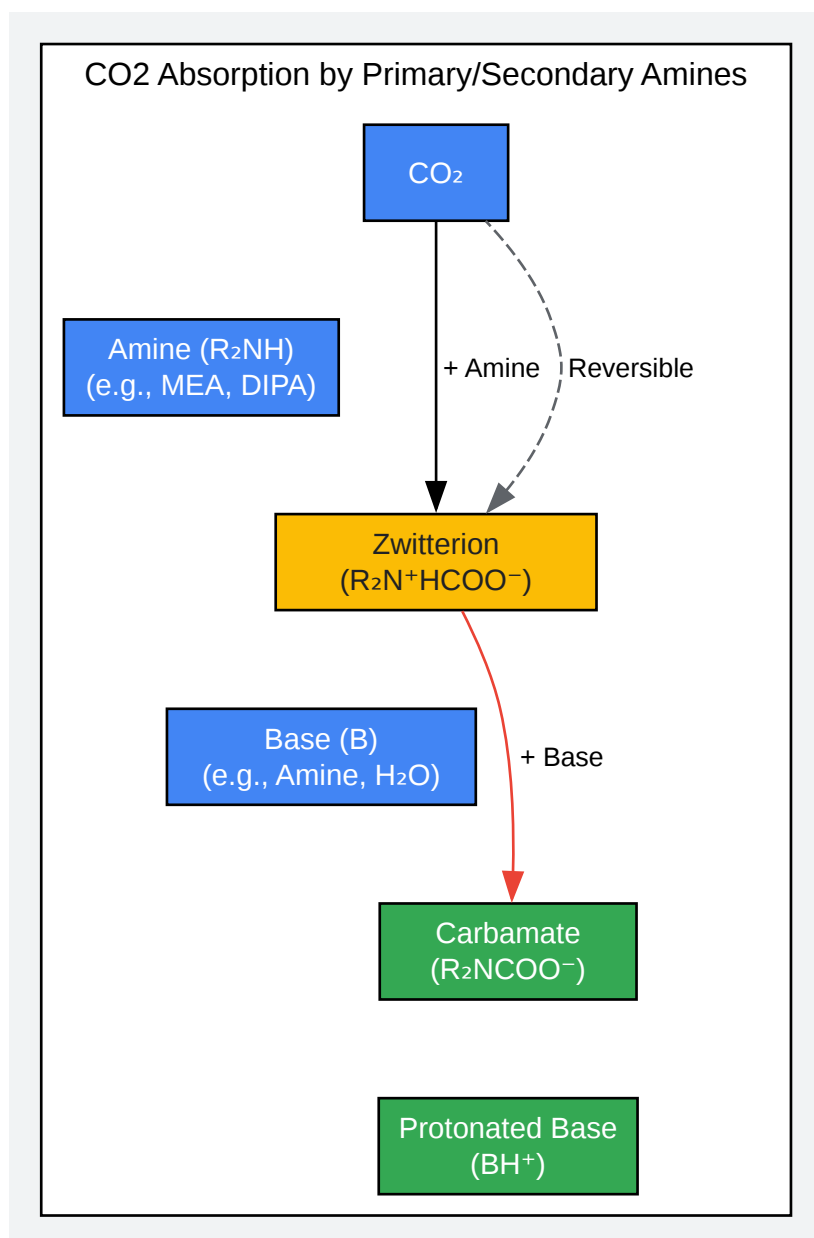 CO2 Absorption by Primary/Secondary Amines
CO₂
Amine (R₂NH)
(e.g., MEA, DIPA)
+ Amine
Reversible
Zwitterion
(R₂N⁺HCOO⁻)
Base (B)
(e.g., Amine, H₂O)
+ Base
Carbamate
(R₂NCOO⁻)
Protonated Base
(BH⁺)